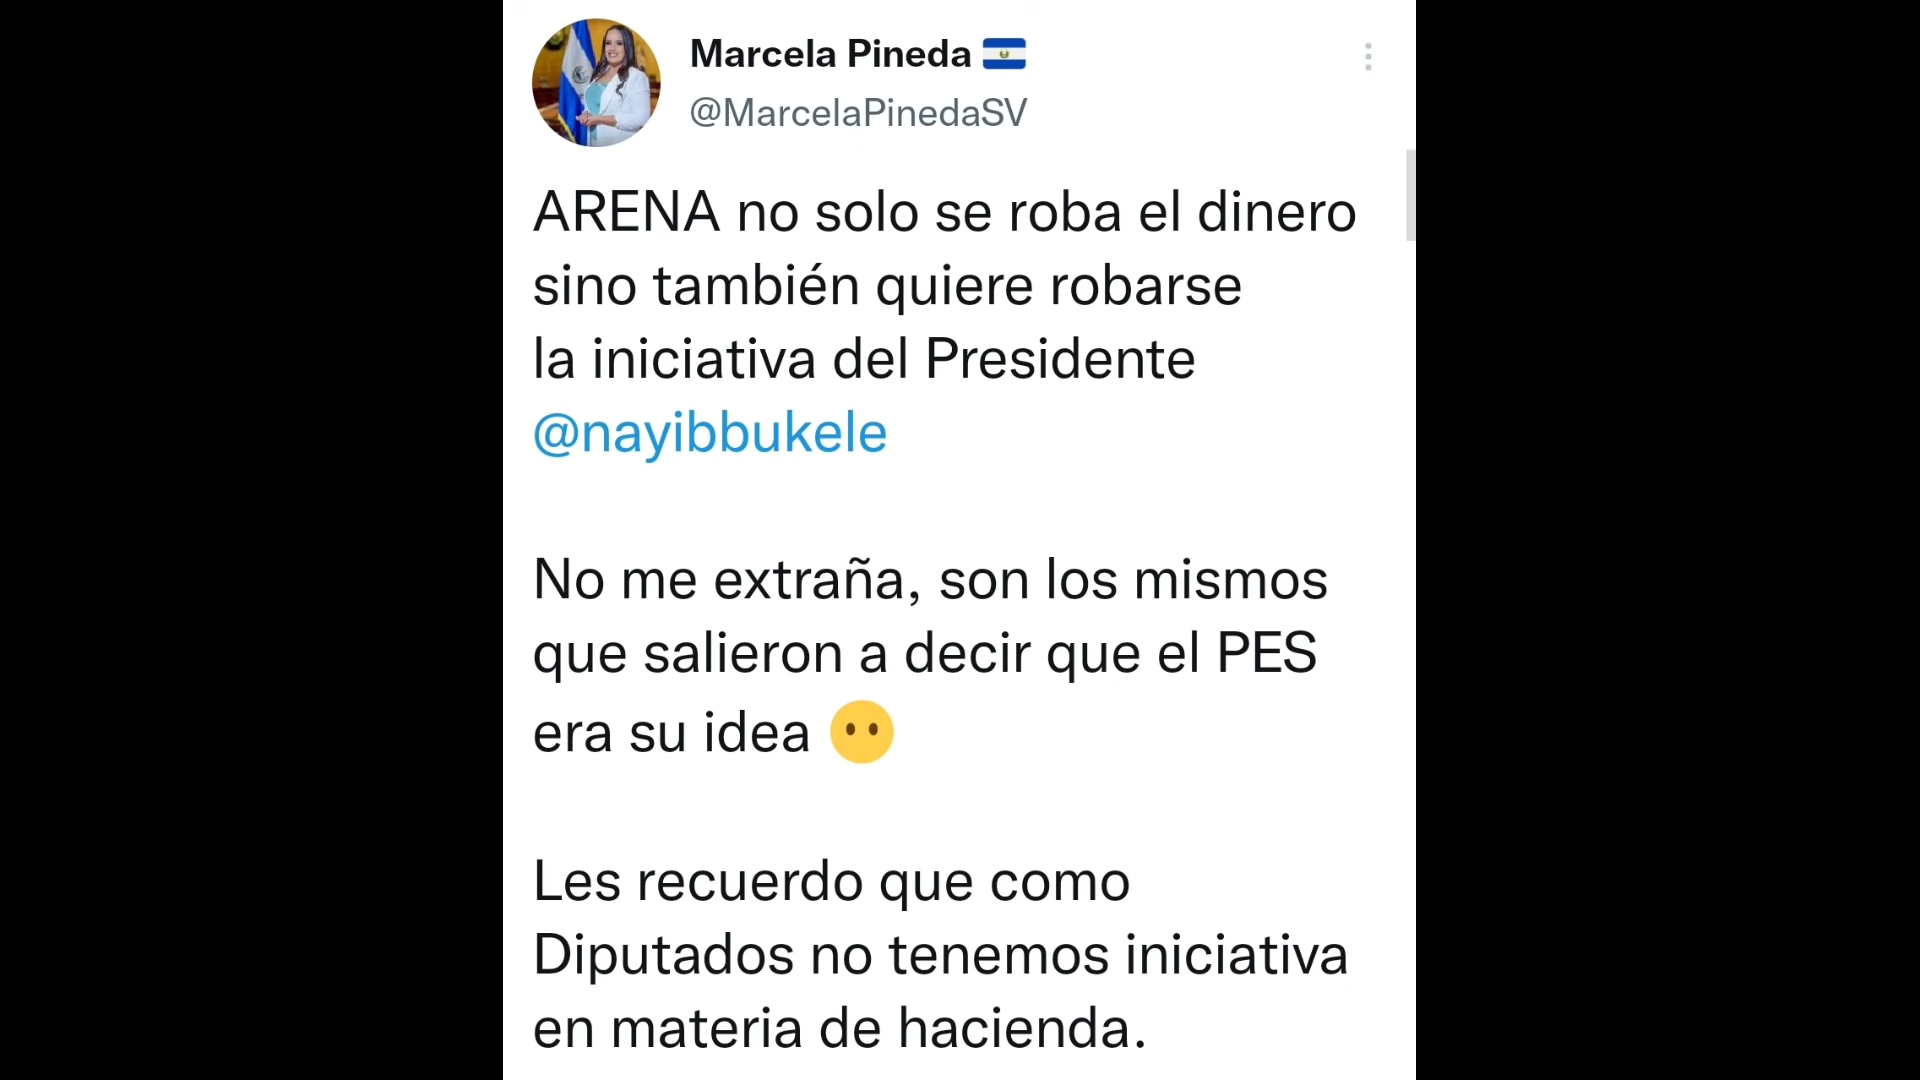 Marcela Pineda 🇸🇻
@MarcelaPinedaSV
ARENA no solo se roba el dinero
sino también quiere robarse
la iniciativa del Presidente
@nayibbukele
No me extraña, son los mismos
que salieron a decir que el PES
era su idea 😶
Les recuerdo que como
Diputados no tenemos iniciativa
en materia de hacienda.